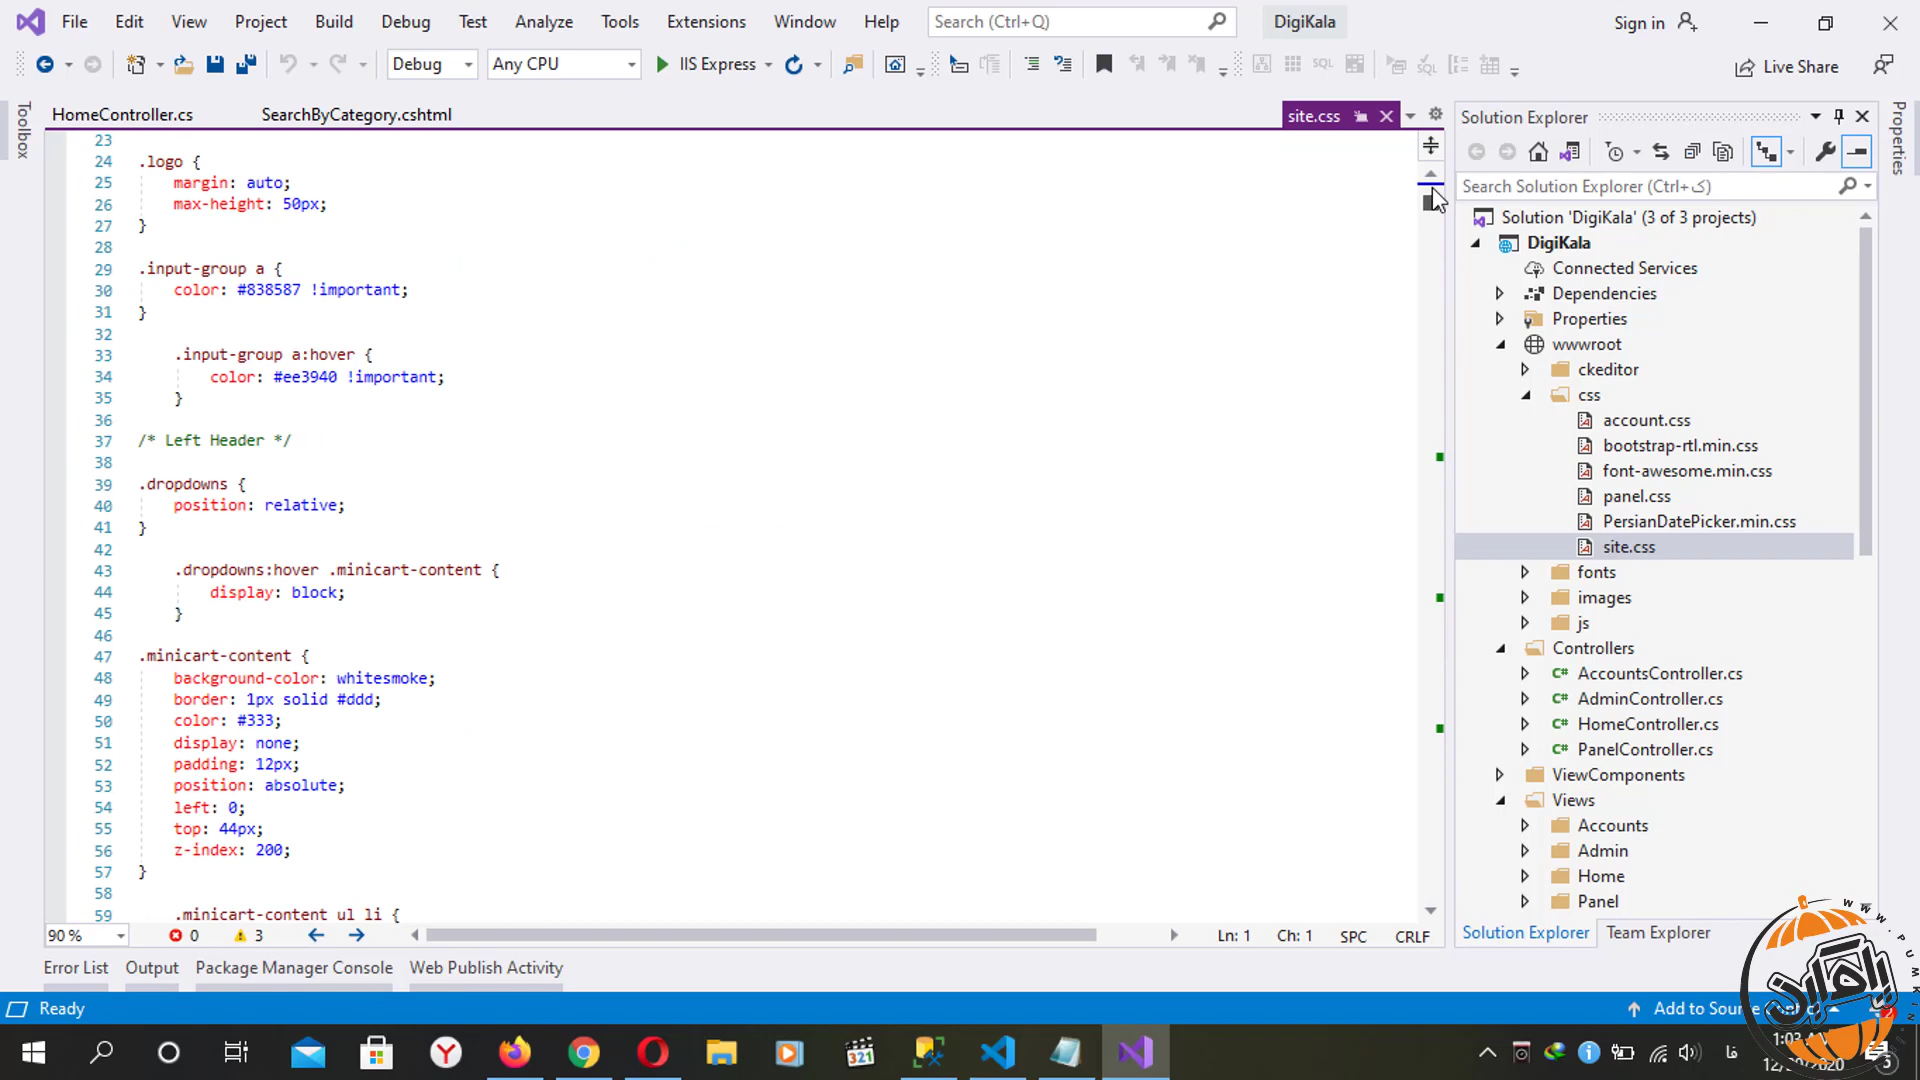 File Edit View Project Build Debug Test Analyze Tools Extensions Window Help Search (Ctrl+Q) DigiKala Sign in
Debug Any CPU IIS Express Live Share
Toolbox
HomeController.cs SearchByCategory.cshtml site.css
23
24 .logo {
25 margin: auto;
26 max-height: 50px;
27 }
28
29 .input-group a {
30 color: #838587 !important;
31 }
32
33 .input-group a:hover {
34 color: #ee3940 !important;
35 }
36
37 /* Left Header */
38
39 .dropdowns {
40 position: relative;
41 }
42
43 .dropdowns:hover .minicart-content {
44 display: block;
45 }
46
47 .minicart-content {
48 background-color: whitesmoke;
49 border: 1px solid #ddd;
50 color: #333;
51 display: none;
52 padding: 12px;
53 position: absolute;
54 left: 0;
55 top: 44px;
56 z-index: 200;
57 }
58
59 .minicart-content ul li {
90 % 0 3 Ln: 1 Ch: 1 SPC CRLF
Solution Explorer
Search Solution Explorer (Ctrl+ک)
Solution 'DigiKala' (3 of 3 projects)
DigiKala
Connected Services
Dependencies
Properties
wwwroot
ckeditor
css
account.css
bootstrap-rtl.min.css
font-awesome.min.css
panel.css
PersianDatePicker.min.css
site.css
fonts
images
js
Controllers
AccountsController.cs
AdminController.cs
HomeController.cs
PanelController.cs
ViewComponents
Views
Accounts
Admin
Home
Panel
Solution Explorer Team Explorer
Properties
Error List Output Package Manager Console Web Publish Activity
Ready
Add to Source
321
فا